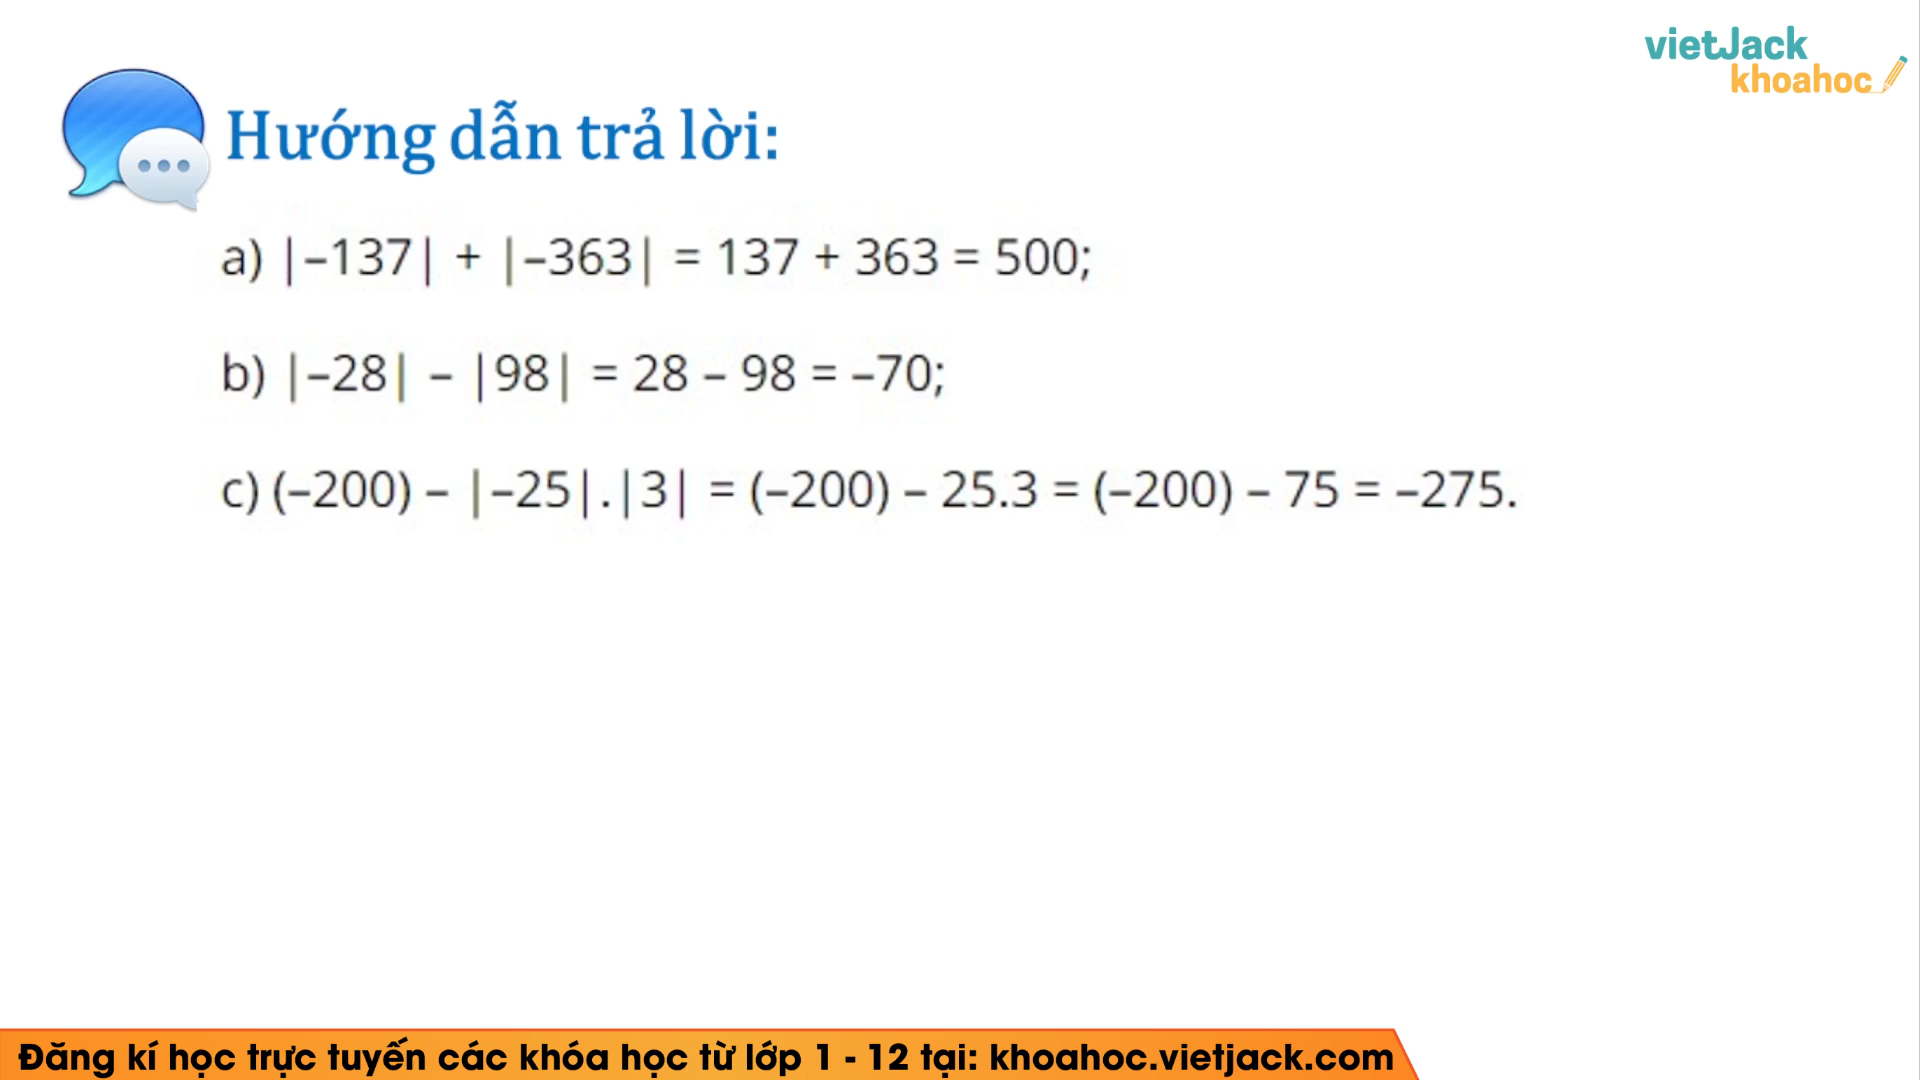 vietJack
khoahoc
Hướng dẫn trả lời:
a) |–137| + |–363| = 137 + 363 = 500;
b) |–28| – |98| = 28 – 98 = –70;
c) (–200) – |–25|.|3| = (–200) – 25.3 = (–200) – 75 = –275.
Đăng kí học trực tuyến các khóa học từ lớp 1 - 12 tại: khoahoc.vietjack.com